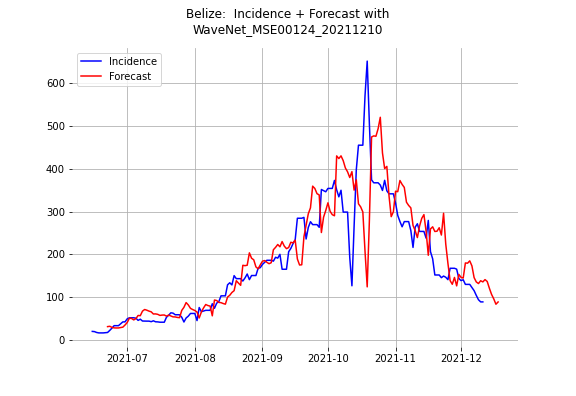 Belize:  Incidence + Forecast with
WaveNet_MSE00124_20211210
Incidence
Forecast
600
500
400
300
200
100
0
2021-07 2021-08 2021-09 2021-10 2021-11 2021-12